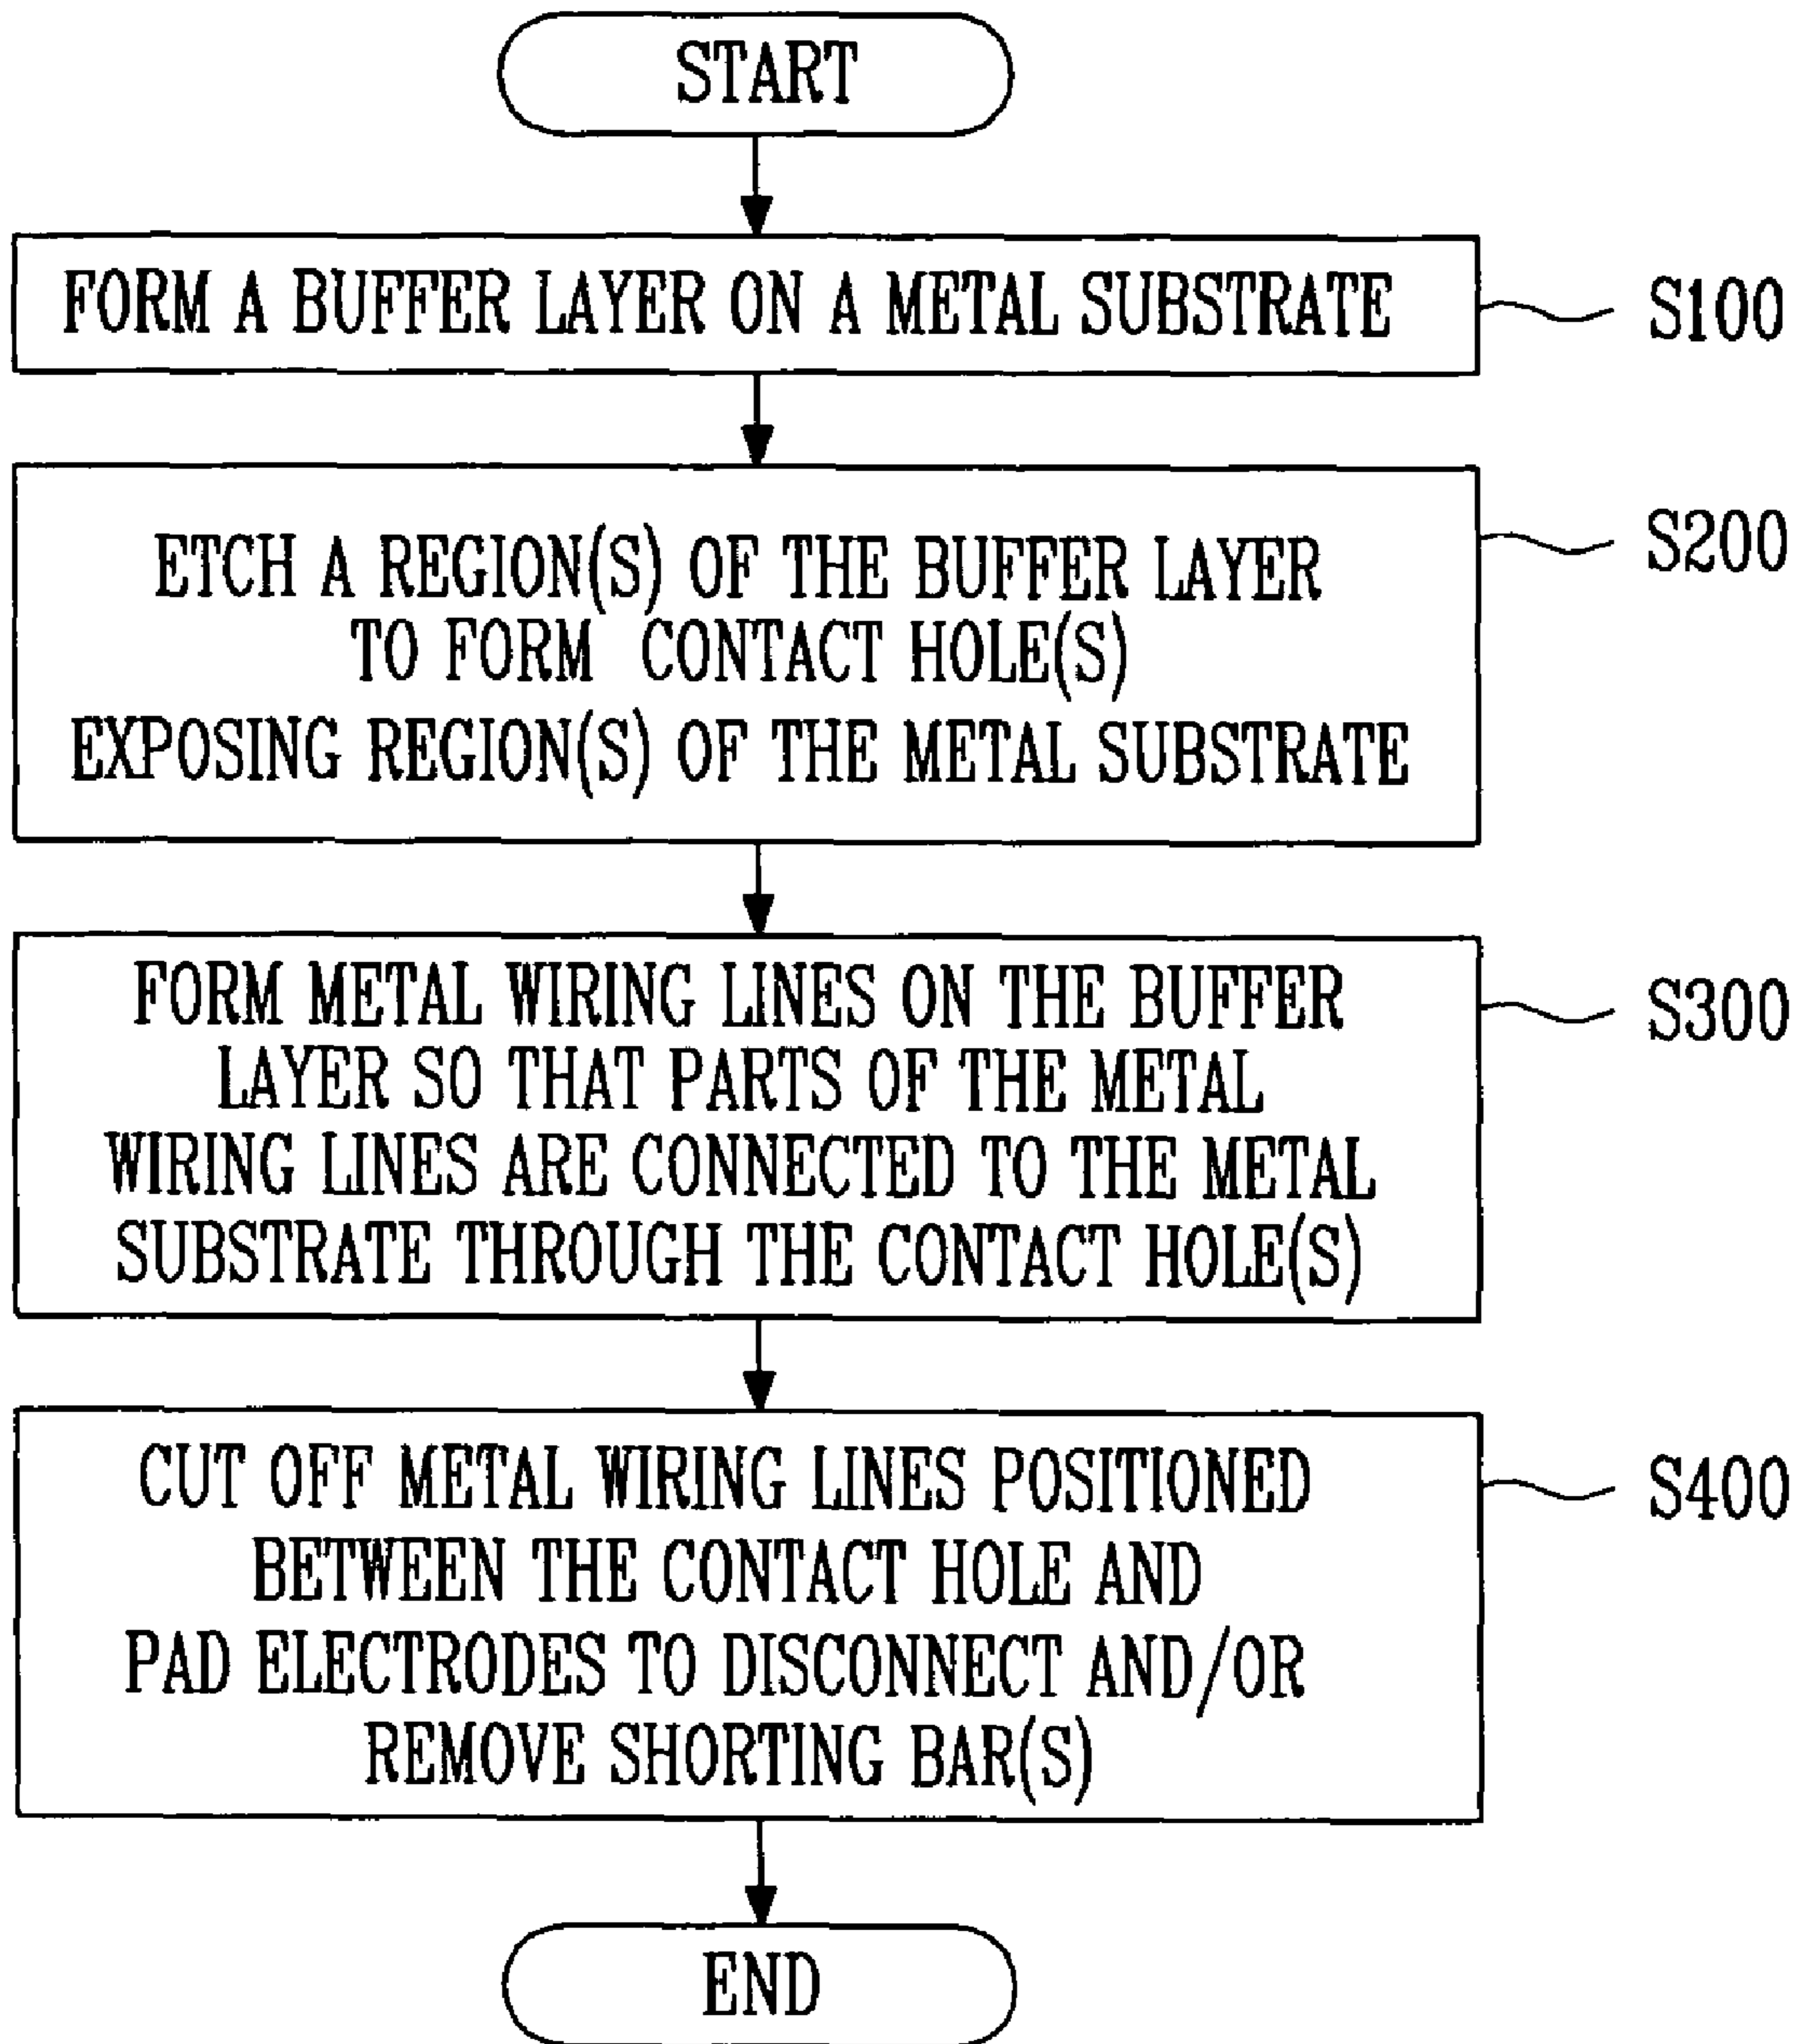 START
FORM A BUFFER LAYER ON A METAL SUBSTRATE
S100
ETCH A REGION(S) OF THE BUFFER LAYER
TO FORM CONTACT HOLE(S)
EXPOSING REGION(S) OF THE METAL SUBSTRATE
S200
FORM METAL WIRING LINES ON THE BUFFER
LAYER SO THAT PARTS OF THE METAL
WIRING LINES ARE CONNECTED TO THE METAL
SUBSTRATE THROUGH THE CONTACT HOLE(S)
S300
CUT OFF METAL WIRING LINES POSITIONED
BETWEEN THE CONTACT HOLE AND
PAD ELECTRODES TO DISCONNECT AND/OR
REMOVE SHORTING BAR(S)
S400
END